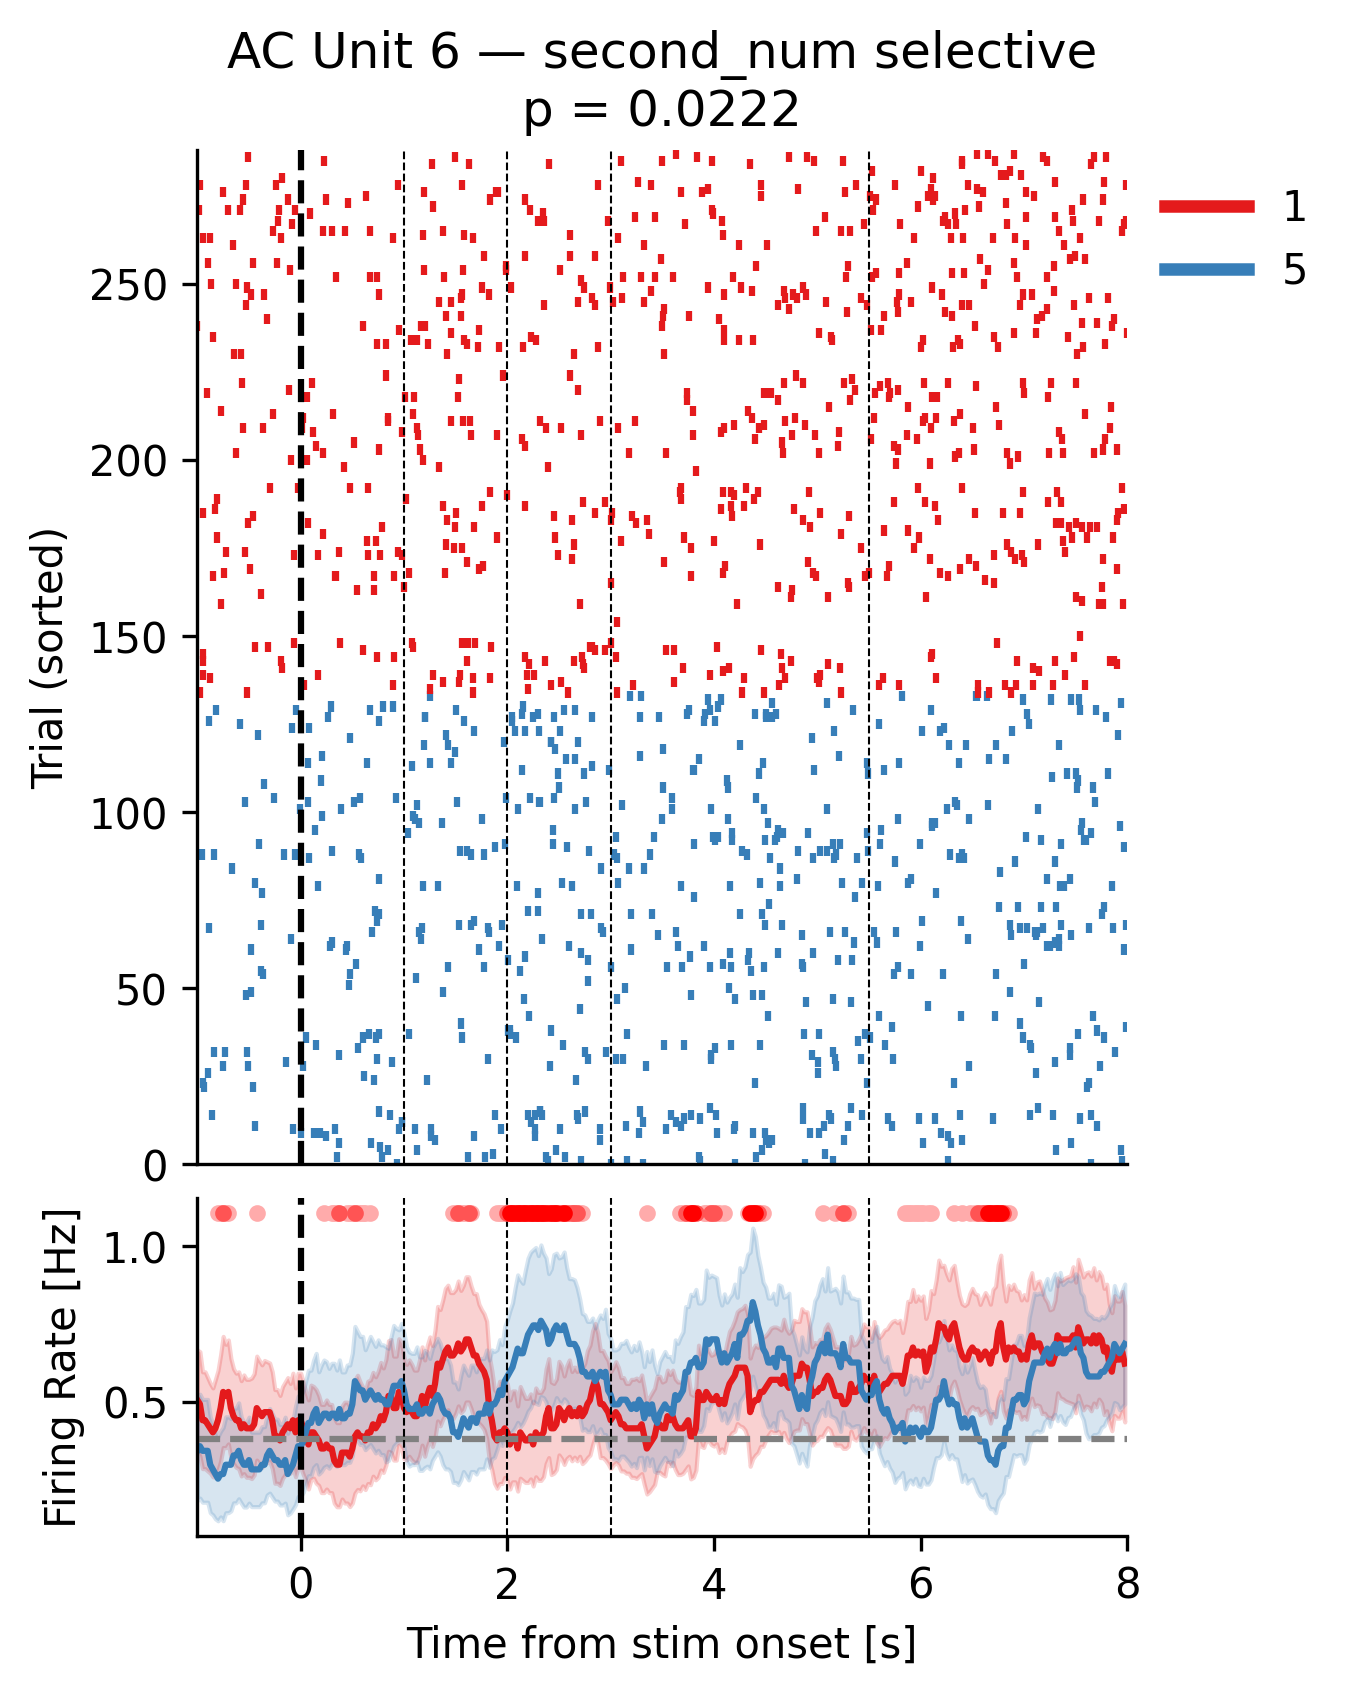 AC Unit 6 — second_num selective
p = 0.0222
1
5
Trial (sorted)
250
200
150
100
50
0
Firing Rate [Hz]
1.0
0.5
0 2 4 6 8
Time from stim onset [s]